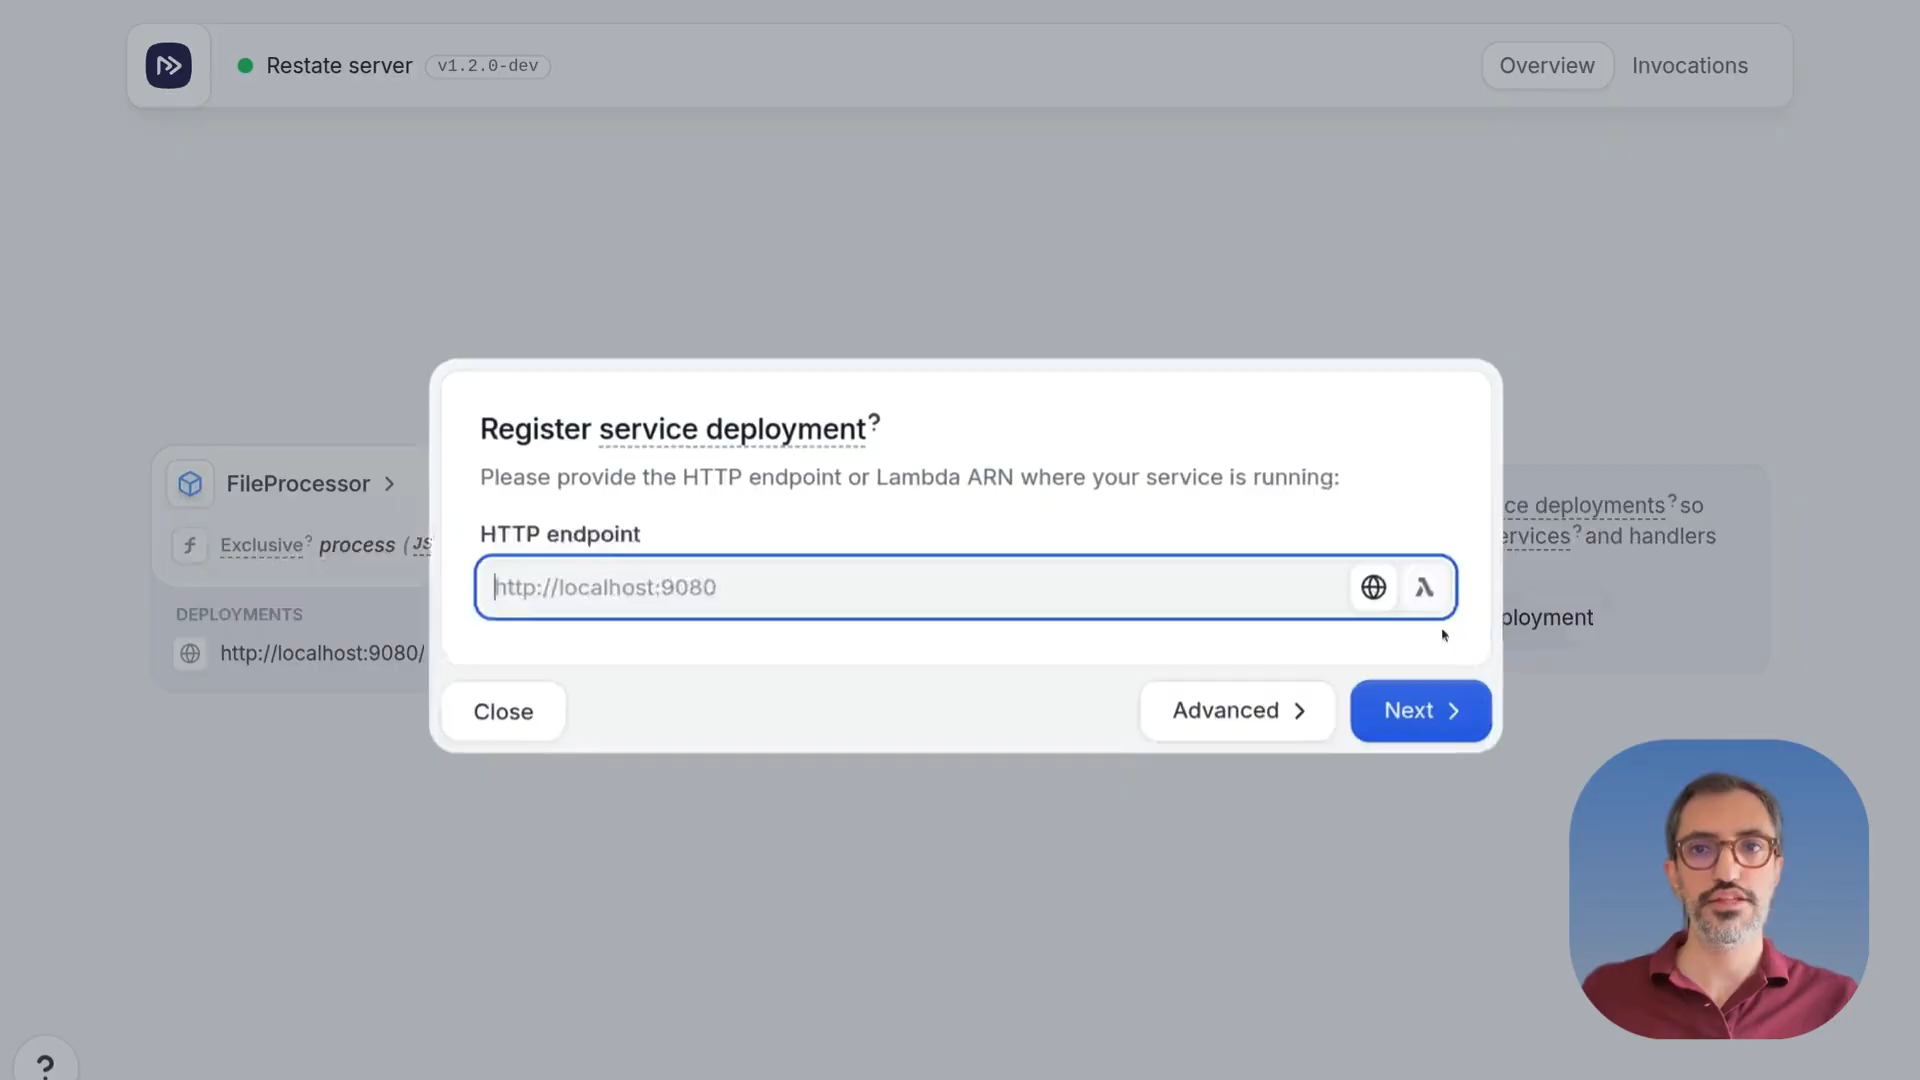 Restate server v1.2.0-dev
Overview Invocations
Register service deployment?
Please provide the HTTP endpoint or Lambda ARN where your service is running:
HTTP endpoint
http://localhost:9080
Close
Advanced
Next
FileProcessor
f Exclusive? process (JS
DEPLOYMENTS
http://localhost:9080/
ce deployments? so
ervices? and handlers
ployment
?